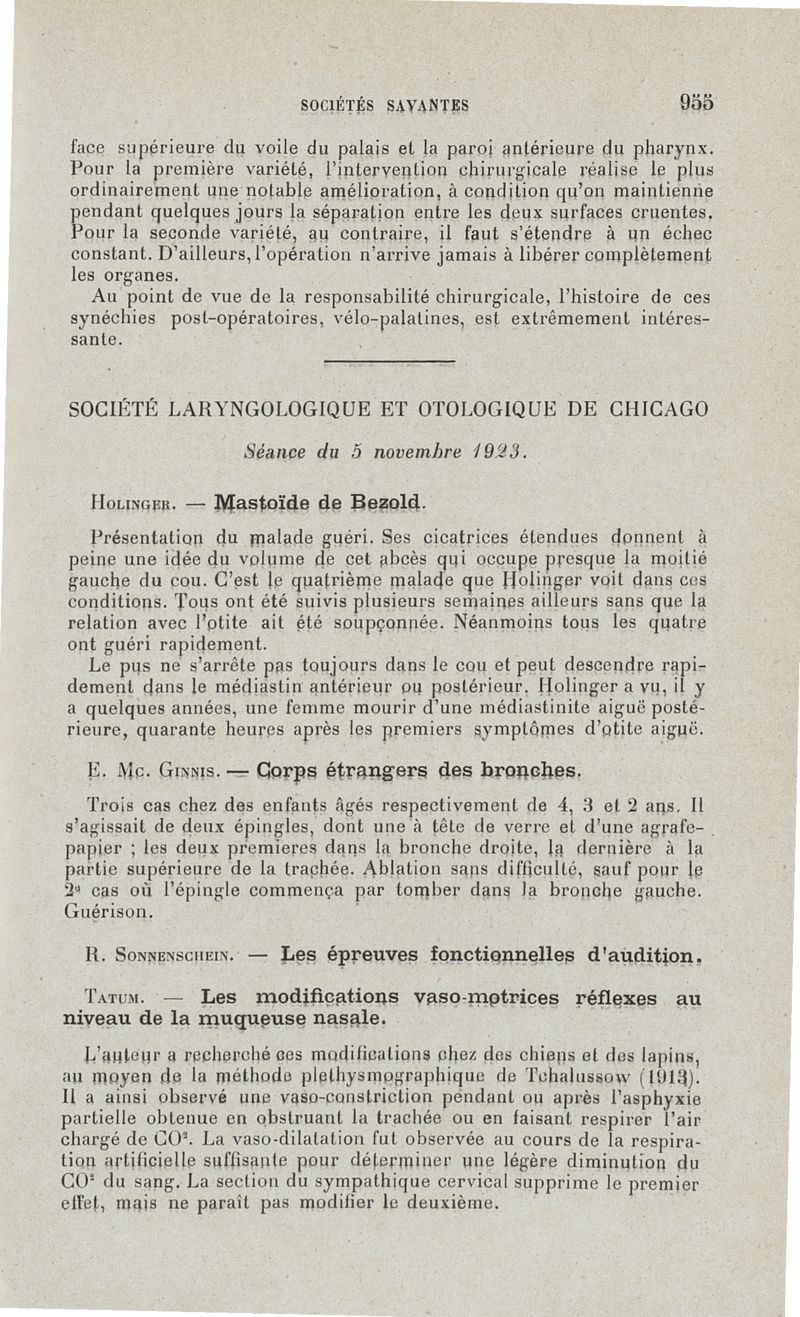 SOCIÉTÉS SAVANTES 955
face supérieure du voile du palais et la paroi antérieure du pharynx.
Pour la première variété, l'intervention chirurgicale réalise le plus
ordinairement une notable amélioration, à condition qu'on maintienne
pendant quelques jours la séparation entre les deux surfaces cruentes.
Pour la seconde variété, au contraire, il faut s'étendre à un échec
constant. D'ailleurs, l'opération n'arrive jamais à libérer complètement
les organes.
Au point de vue de la responsabilité chirurgicale, l'histoire de ces
synéchies post-opératoires, vélo-palatines, est extrêmement intéres-
sante.
SOCIÉTÉ LARYNGOLOGIQUE ET OTOLOGIQUE DE CHICAGO
Séance du 5 novembre 1923.
HOLINGER. — Mastoïde de Bezold.
Présentation du malade guéri. Ses cicatrices étendues donnent à
peine une idée du volume de cet abcès qui occupe presque la moitié
gauche du cou. C'est le quatrième malade que Holinger voit dans ces
conditions. Tous ont été suivis plusieurs semaines ailleurs sans que la
relation avec l'otite ait été soupçonnée. Néanmoins tous les quatre
ont guéri rapidement.
Le pus ne s'arrête pas toujours dans le cou et peut descendre rapi-
dement dans le médiastin antérieur ou postérieur. Holinger a vu, il y
a quelques années, une femme mourir d'une médiastinite aiguë posté-
rieure, quarante heures après les premiers symptômes d'otite aiguë.
E. Mc. GINNIS. — Corps étrangers des bronches.
Trois cas chez des enfants âgés respectivement de 4, 3 et 2 ans. Il
s'agissait de deux épingles, dont une à tête de verre et d'une agrafe-
papier ; les deux premieres dans la bronche droite, la dernière à la
partie supérieure de la trachée. Ablation sans difficulté, sauf pour le
2ᵈ cas où l'épingle commença par tomber dans la bronche gauche.
Guérison.
R. SONNENSCHEIN. — Les épreuves fonctionnelles d'audition.
TATUM. — Les modifications vaso-motrices réflexes au
niveau de la muqueuse nasale.
L'auteur a recherché ces modifications chez des chiens et des lapins,
au moyen de la méthode plethysmographique de Tchalussow (1913).
Il a ainsi observé une vaso-constriction pendant ou après l'asphyxie
partielle obtenue en obstruant la trachée ou en faisant respirer l'air
chargé de CO². La vaso-dilatation fut observée au cours de la respira-
tion artificielle suffisante pour déterminer une légère diminution du
CO² du sang. La section du sympathique cervical supprime le premier
effet, mais ne paraît pas modifier le deuxième.